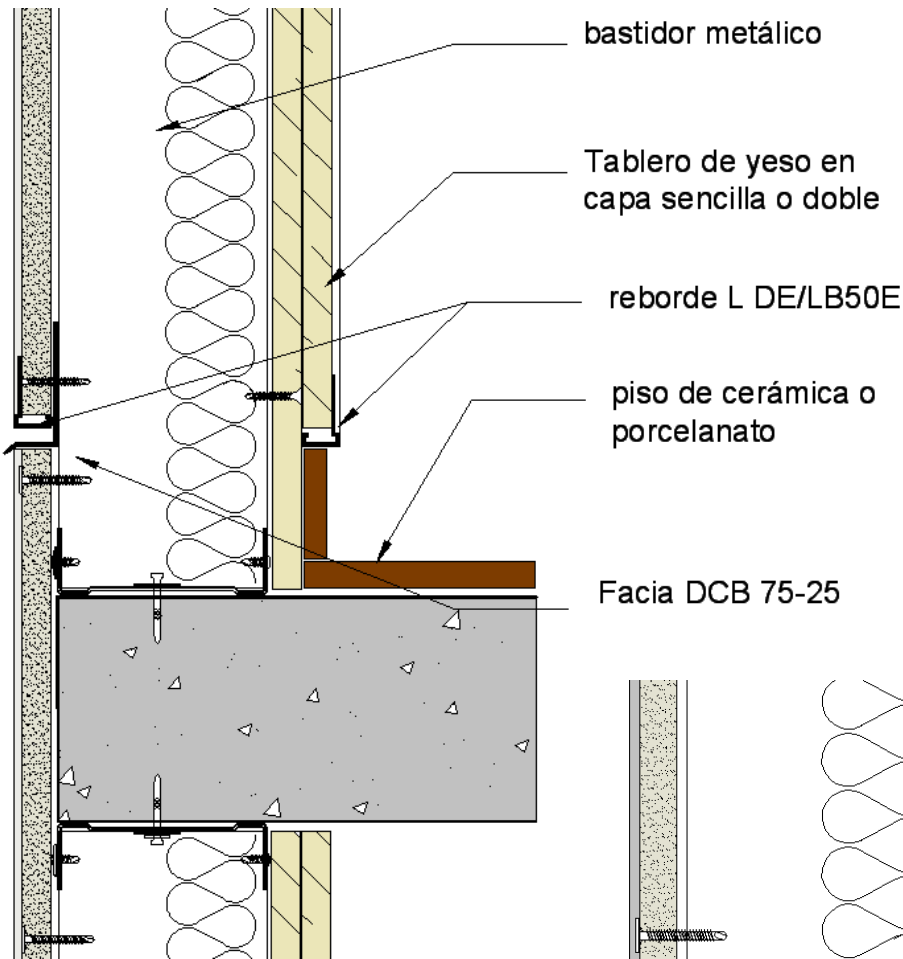 bastidor metálico
Tablero de yeso en
capa sencilla o doble
reborde L DE/LB50E
piso de cerámica o
porcelanato
Facia DCB 75-25